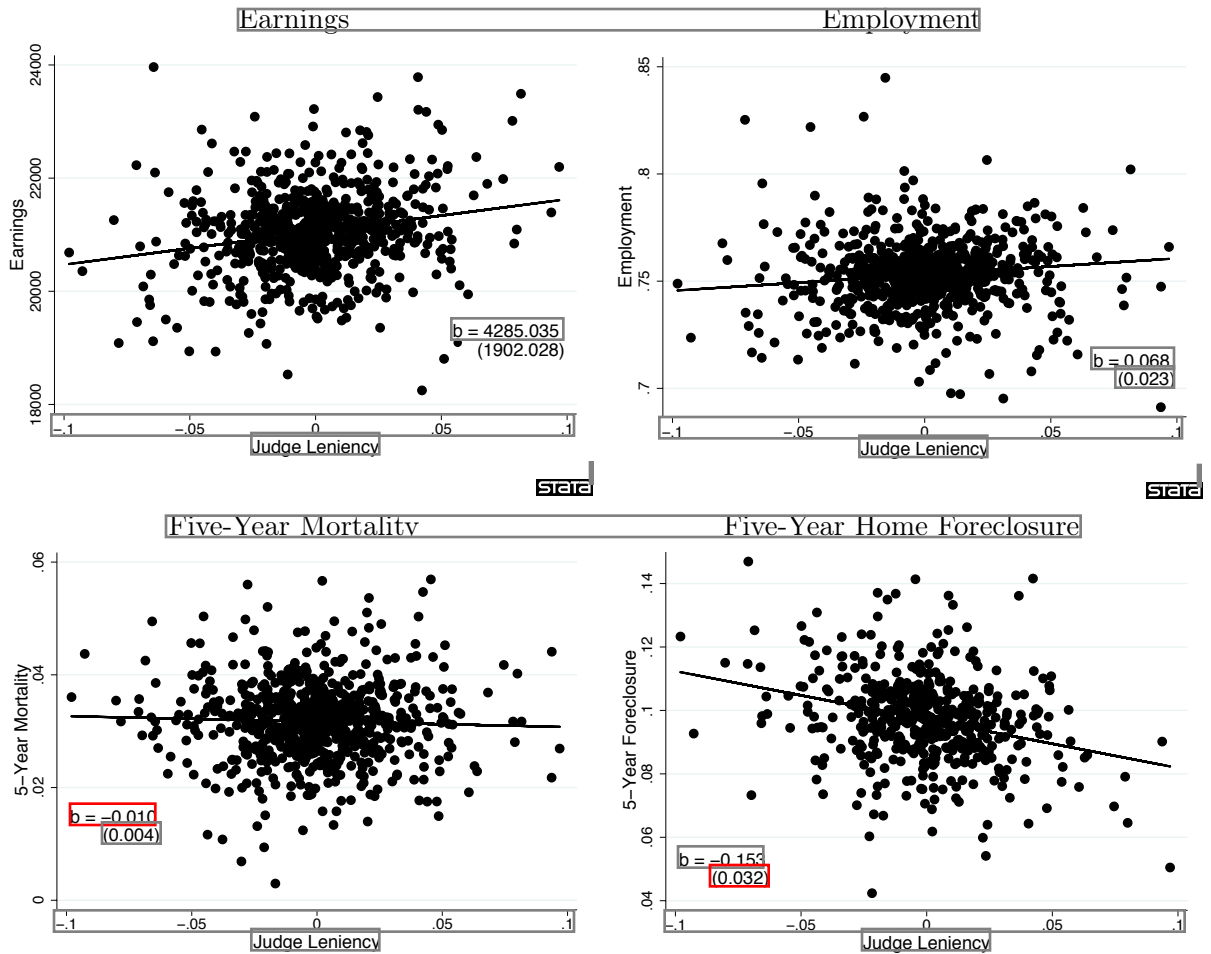 Earnings
Employment
24000
22000
20000
18000
Earnings
b = 4285.035
(1902.028)
-.1 -.05 0 .05 .1
Judge Leniency
stata
.85
.8
.75
.7
Employment
b = 0.068
(0.023)
-.1 -.05 0 .05 .1
Judge Leniency
stata
Five-Year Mortality
Five-Year Home Foreclosure
.06
.04
.02
0
5-Year Mortality
b = -0.010
(0.004)
-.1 -.05 0 .05 .1
Judge Leniency
.14
.12
.1
.08
.06
.04
5-Year Foreclosure
b = -0.153
(0.032)
-.1 -.05 0 .05 .1
Judge Leniency